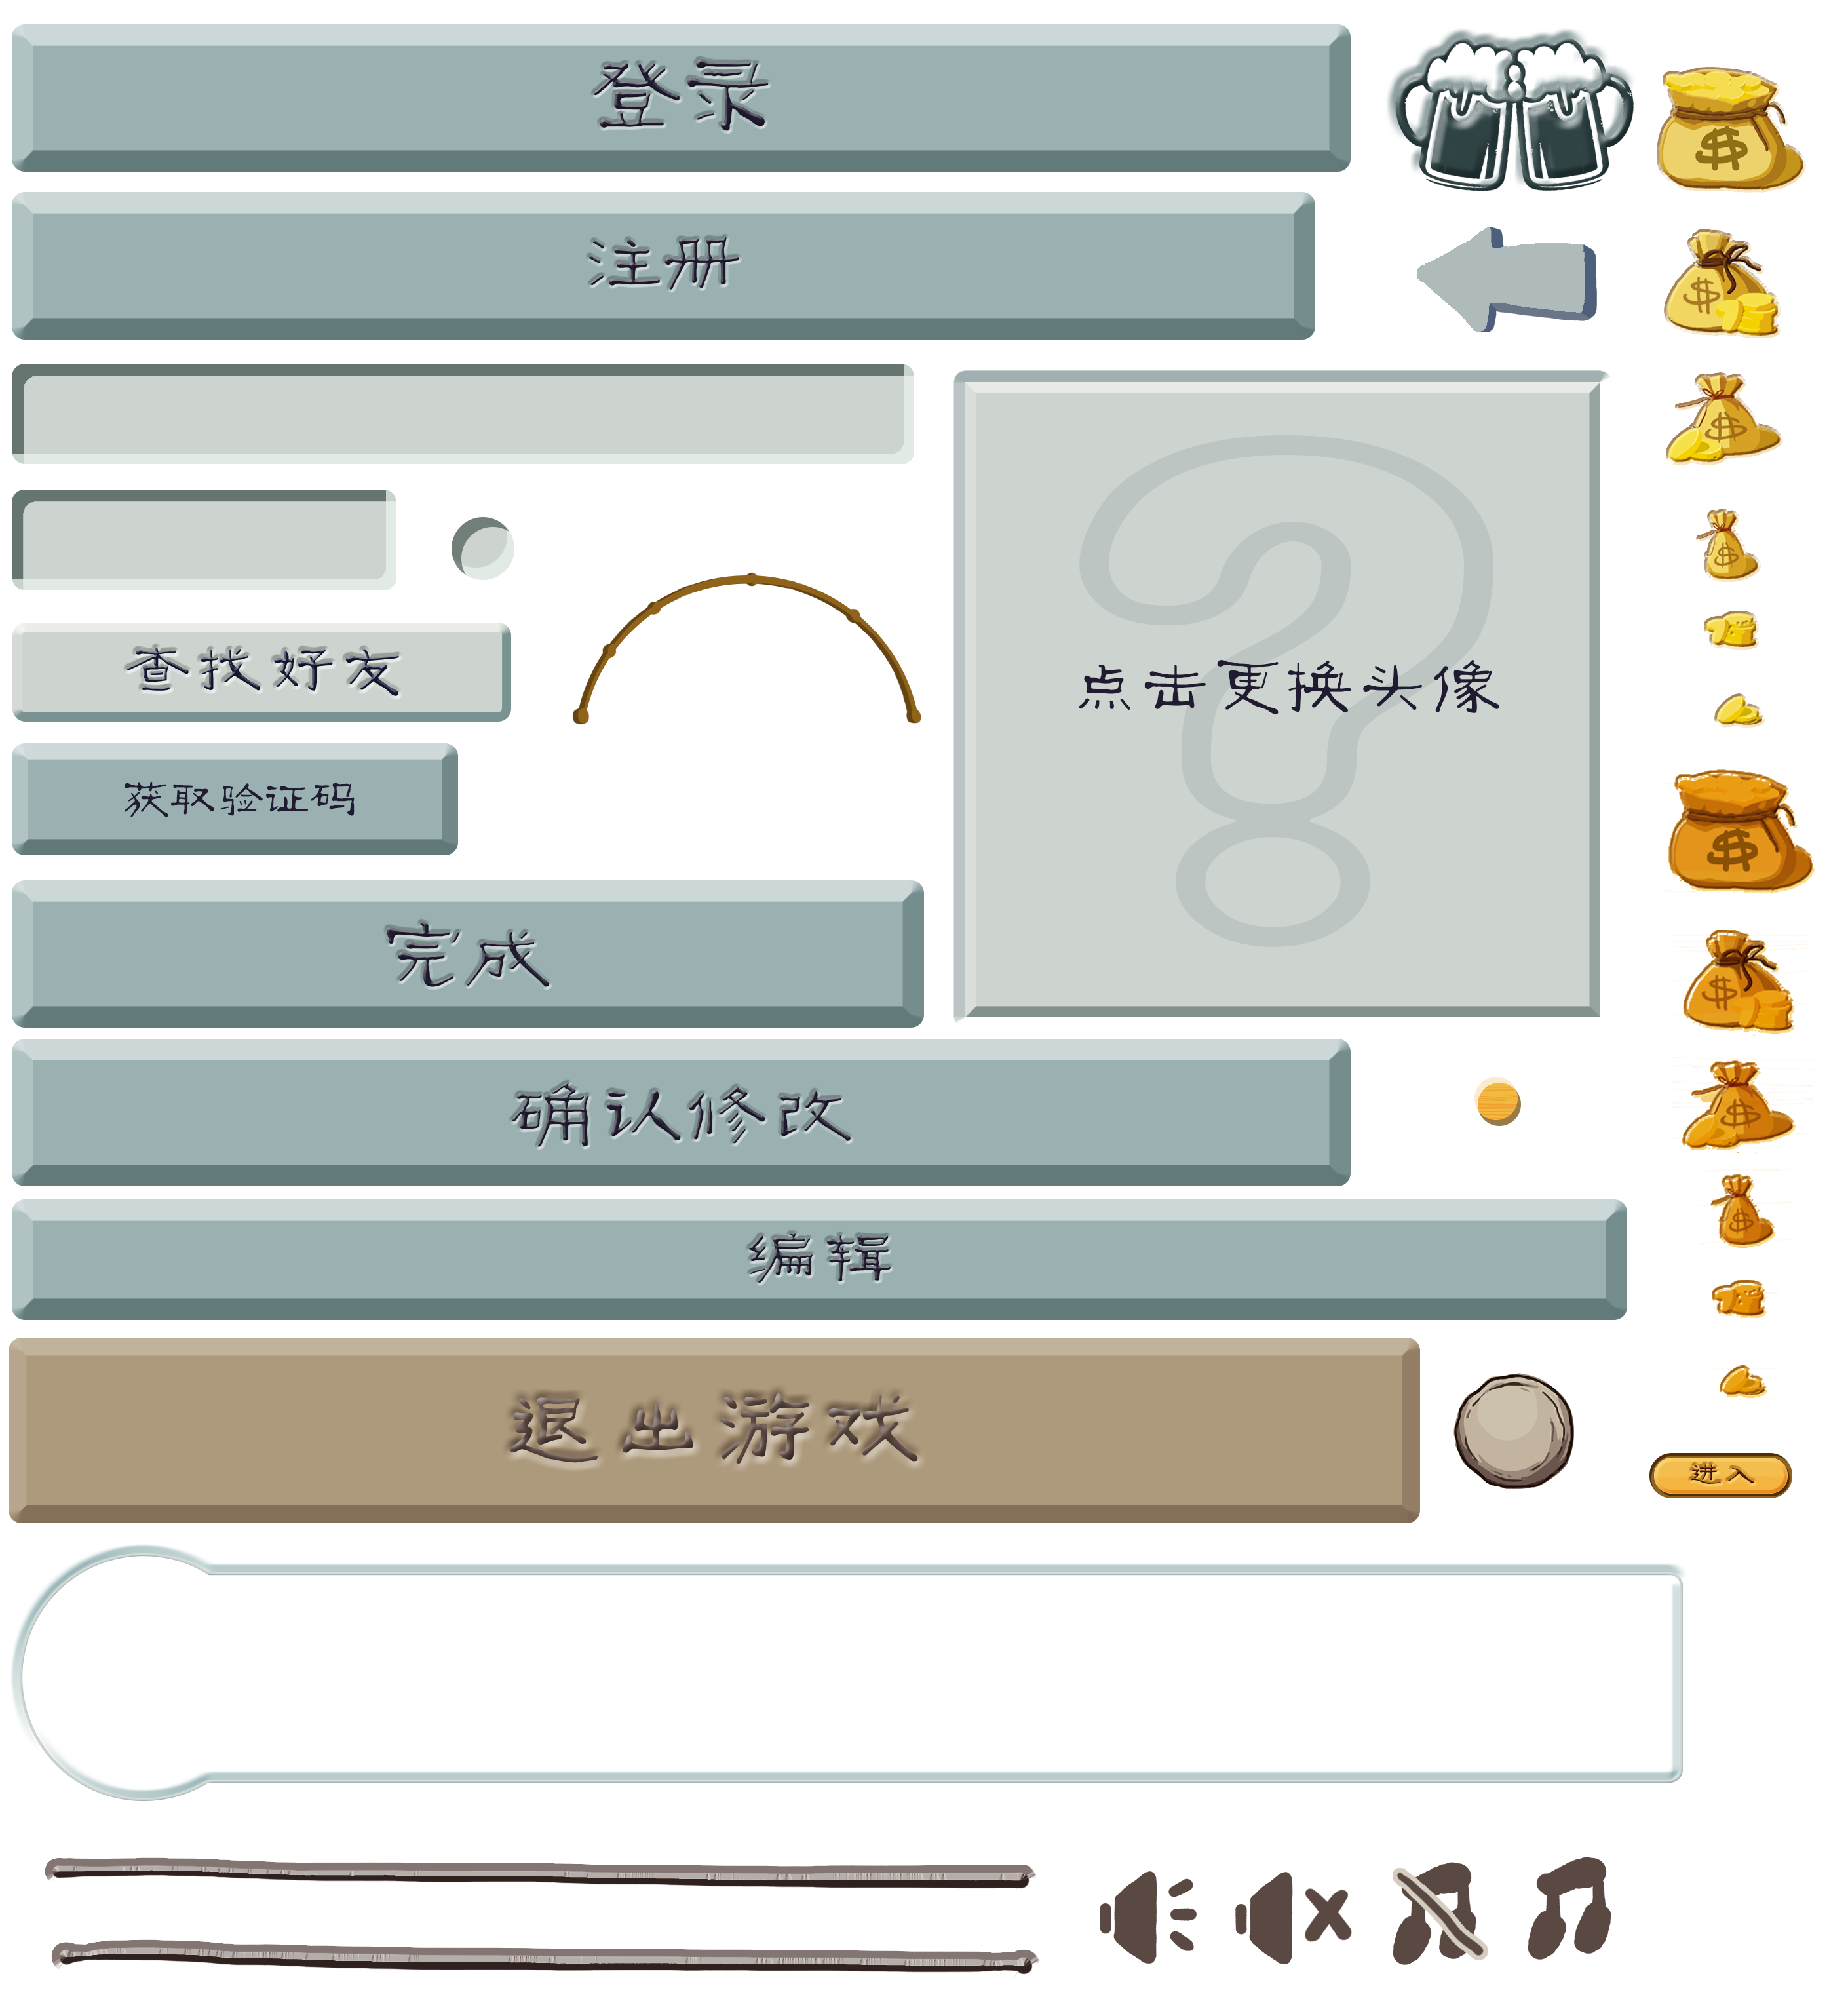 登录
注册
查找好友
点击更换头像
获取验证码
完成
确认修改
编辑
退出游戏
进入